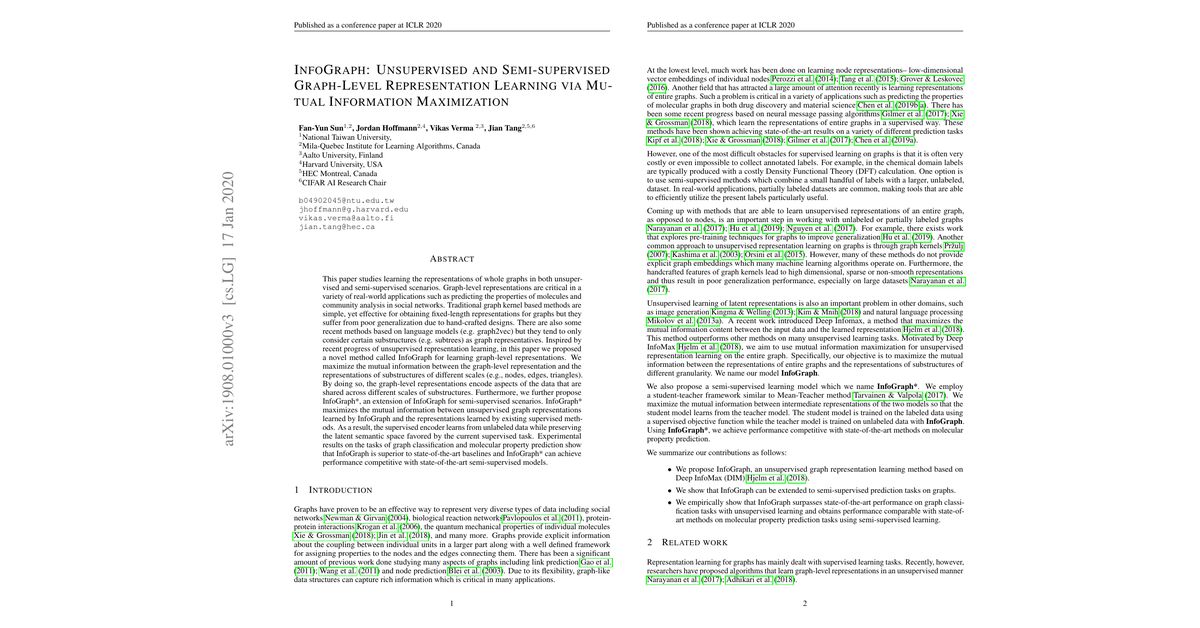 Published as a conference paper at ICLR 2020
INFOGRAPH: UNSUPERVISED AND SEMI-SUPERVISED
GRAPH-LEVEL REPRESENTATION LEARNING VIA MU-
TUAL INFORMATION MAXIMIZATION
Fan-Yun Sun1,2, Jordan Hoffmann2,4, Vikas Verma 2,3, Jian Tang2,5,6
1National Taiwan University,
2Mila-Quebec Institute for Learning Algorithms, Canada
3Aalto University, Finland
4Harvard University, USA
5HEC Montreal, Canada
6CIFAR AI Research Chair
b04902045@ntu.edu.tw
jhoffmann@g.harvard.edu
vikas.verma@aalto.fi
jian.tang@hec.ca
ABSTRACT
This paper studies learning the representations of whole graphs in both unsuper-
vised and semi-supervised scenarios. Graph-level representations are critical in a
variety of real-world applications such as predicting the properties of molecules and
community analysis in social networks. Traditional graph kernel based methods are
simple, yet effective for obtaining fixed-length representations for graphs but they
suffer from poor generalization due to hand-crafted designs. There are also some
recent methods based on language models (e.g. graph2vec) but they tend to only
consider certain substructures (e.g. subtrees) as graph representatives. Inspired by
recent progress of unsupervised representation learning, in this paper we proposed
a novel method called InfoGraph for learning graph-level representations. We
maximize the mutual information between the graph-level representation and the
representations of substructures of different scales (e.g., nodes, edges, triangles).
By doing so, the graph-level representations encode aspects of the data that are
shared across different scales of substructures. Furthermore, we further propose
InfoGraph*, an extension of InfoGraph for semi-supervised scenarios. InfoGraph*
maximizes the mutual information between unsupervised graph representations
learned by InfoGraph and the representations learned by existing supervised meth-
ods. As a result, the supervised encoder learns from unlabeled data while preserving
the latent semantic space favored by the current supervised task. Experimental
results on the tasks of graph classification and molecular property prediction show
that InfoGraph is superior to state-of-the-art baselines and InfoGraph* can achieve
performance competitive with state-of-the-art semi-supervised models.
1 INTRODUCTION
Graphs have proven to be an effective way to represent very diverse types of data including social
networks Newman & Girvan (2004), biological reaction networks Pavlopoulos et al. (2011), protein-
protein interactions Krogan et al. (2006), the quantum mechanical properties of individual molecules
Xie & Grossman (2018); Jin et al. (2018), and many more. Graphs provide explicit information
about the coupling between individual units in a larger part along with a well defined framework
for assigning properties to the nodes and the edges connecting them. There has been a significant
amount of previous work done studying many aspects of graphs including link prediction Gao et al.
(2011); Wang et al. (2011) and node prediction Blei et al. (2003). Due to its flexibility, graph-like
data structures can capture rich information which is critical in many applications.
1
arXiv:1908.01000v3 [cs.LG] 17 Jan 2020
Published as a conference paper at ICLR 2020
At the lowest level, much work has been done on learning node representations– low-dimensional
vector embeddings of individual nodes Perozzi et al. (2014); Tang et al. (2015); Grover & Leskovec
(2016). Another field that has attracted a large amount of attention recently is learning representations
of entire graphs. Such a problem is critical in a variety of applications such as predicting the properties
of molecular graphs in both drug discovery and material science Chen et al. (2019b;a). There has
been some recent progress based on neural message passing algorithms Gilmer et al. (2017); Xie
& Grossman (2018), which learn the representations of entire graphs in a supervised way. These
methods have been shown achieving state-of-the-art results on a variety of different prediction tasks
Kipf et al. (2018); Xie & Grossman (2018); Gilmer et al. (2017); Chen et al. (2019a).
However, one of the most difficult obstacles for supervised learning on graphs is that it is often very
costly or even impossible to collect annotated labels. For example, in the chemical domain labels
are typically produced with a costly Density Functional Theory (DFT) calculation. One option is
to use semi-supervised methods which combine a small handful of labels with a larger, unlabeled,
dataset. In real-world applications, partially labeled datasets are common, making tools that are able
to efficiently utilize the present labels particularly useful.
Coming up with methods that are able to learn unsupervised representations of an entire graph,
as opposed to nodes, is an important step in working with unlabeled or partially labeled graphs
Narayanan et al. (2017); Hu et al. (2019); Nguyen et al. (2017). For example, there exists work
that explores pre-training techniques for graphs to improve generalization Hu et al. (2019). Another
common approach to unsupervised representation learning on graphs is through graph kernels Pržulj
(2007); Kashima et al. (2003); Orsini et al. (2015). However, many of these methods do not provide
explicit graph embeddings which many machine learning algorithms operate on. Furthermore, the
handcrafted features of graph kernels lead to high dimensional, sparse or non-smooth representations
and thus result in poor generalization performance, especially on large datasets Narayanan et al.
(2017).
Unsupervised learning of latent representations is also an important problem in other domains, such
as image generation Kingma & Welling (2013); Kim & Mnih (2018) and natural language processing
Mikolov et al. (2013a). A recent work introduced Deep Infomax, a method that maximizes the
mutual information content between the input data and the learned representation Hjelm et al. (2018).
This method outperforms other methods on many unsupervised learning tasks. Motivated by Deep
InfoMax Hjelm et al. (2018), we aim to use mutual information maximization for unsupervised
representation learning on the entire graph. Specifically, our objective is to maximize the mutual
information between the representations of entire graphs and the representations of substructures of
different granularity. We name our model InfoGraph.
We also propose a semi-supervised learning model which we name InfoGraph*. We employ
a student-teacher framework similar to Mean-Teacher method Tarvainen & Valpola (2017). We
maximize the mutual information between intermediate representations of the two models so that the
student model learns from the teacher model. The student model is trained on the labeled data using
a supervised objective function while the teacher model is trained on unlabeled data with InfoGraph.
Using InfoGraph*, we achieve performance competitive with state-of-the-art methods on molecular
property prediction.
We summarize our contributions as follows:
• We propose InfoGraph, an unsupervised graph representation learning method based on
Deep InfoMax (DIM) Hjelm et al. (2018).
• We show that InfoGraph can be extended to semi-supervised prediction tasks on graphs.
• We empirically show that InfoGraph surpasses state-of-the-art performance on graph classi-
fication tasks with unsupervised learning and obtains performance comparable with state-of-
art methods on molecular property prediction tasks using semi-supervised learning.
2 RELATED WORK
Representation learning for graphs has mainly dealt with supervised learning tasks. Recently, however,
researchers have proposed algorithms that learn graph-level representations in an unsupervised manner
Narayanan et al. (2017); Adhikari et al. (2018).
2